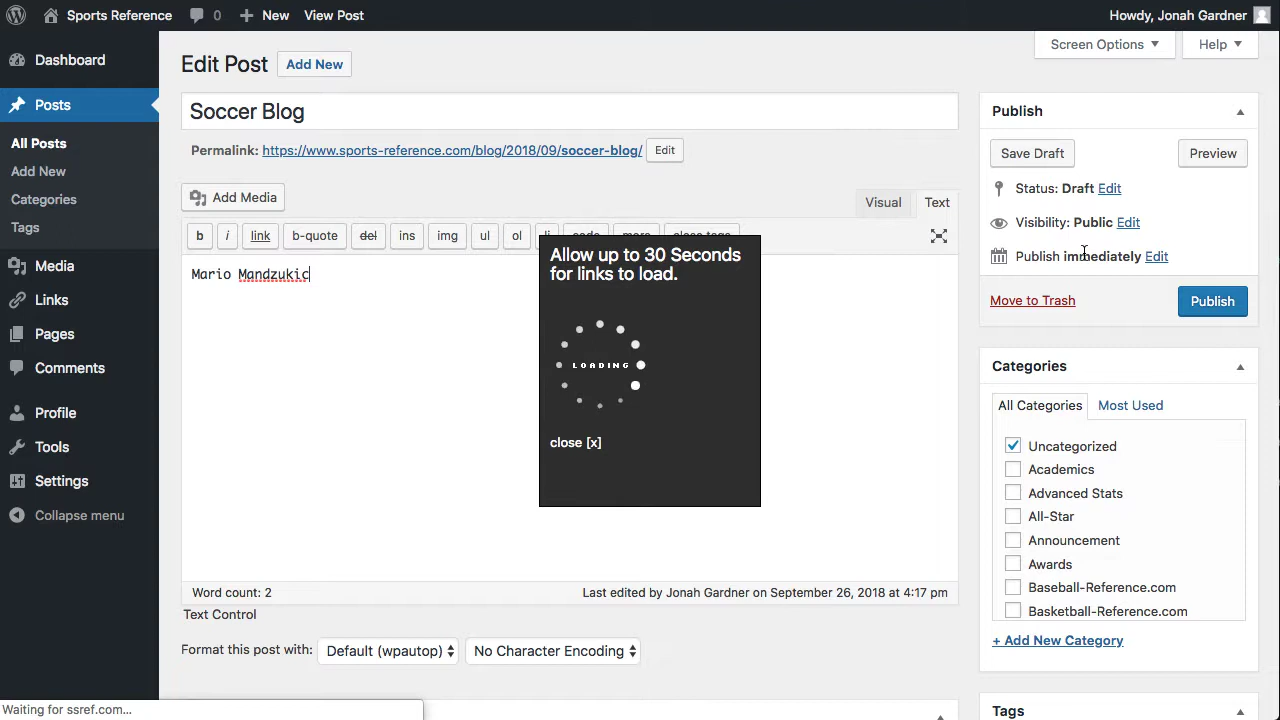 Sports Reference 0 New View Post Howdy, Jonah Gardner
Dashboard
Posts
All Posts
Add New
Categories
Tags
Media
Links
Pages
Comments
Profile
Tools
Settings
Collapse menu
Screen Options Help
Edit Post Add New
Soccer Blog
Permalink: https://www.sports-reference.com/blog/2018/09/soccer-blog/ Edit
Add Media Visual Text
b i link b-quote del ins img ul ol li code more close tags
Mario Mandzukic
Allow up to 30 Seconds
for links to load.
LOADING
close [x]
Word count: 2 Last edited by Jonah Gardner on September 26, 2018 at 4:17 pm
Text Control
Format this post with: Default (wpautop) No Character Encoding
Publish
Save Draft Preview
Status: Draft Edit
Visibility: Public Edit
Publish immediately Edit
Move to Trash Publish
Categories
All Categories Most Used
Uncategorized
Academics
Advanced Stats
All-Star
Announcement
Awards
Baseball-Reference.com
Basketball-Reference.com
+ Add New Category
Tags
Waiting for ssref.com...